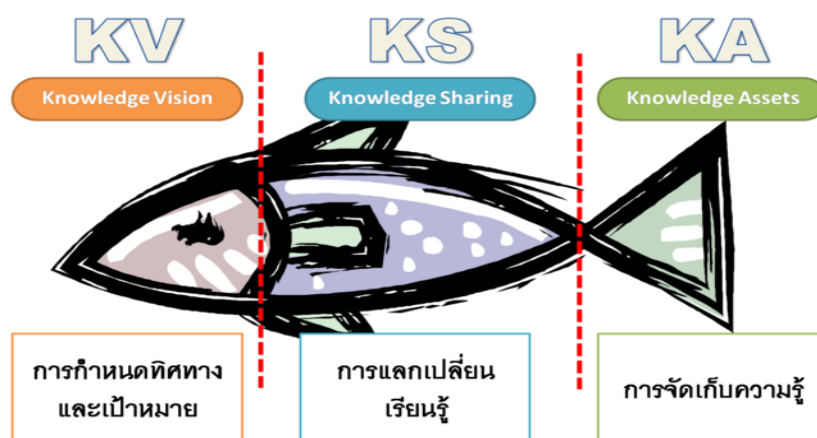 KV KS KA
Knowledge Vision Knowledge Sharing Knowledge Assets
การกำหนดทิศทาง
และเป้าหมาย
การแลกเปลี่ยน
เรียนรู้
การจัดเก็บความรู้